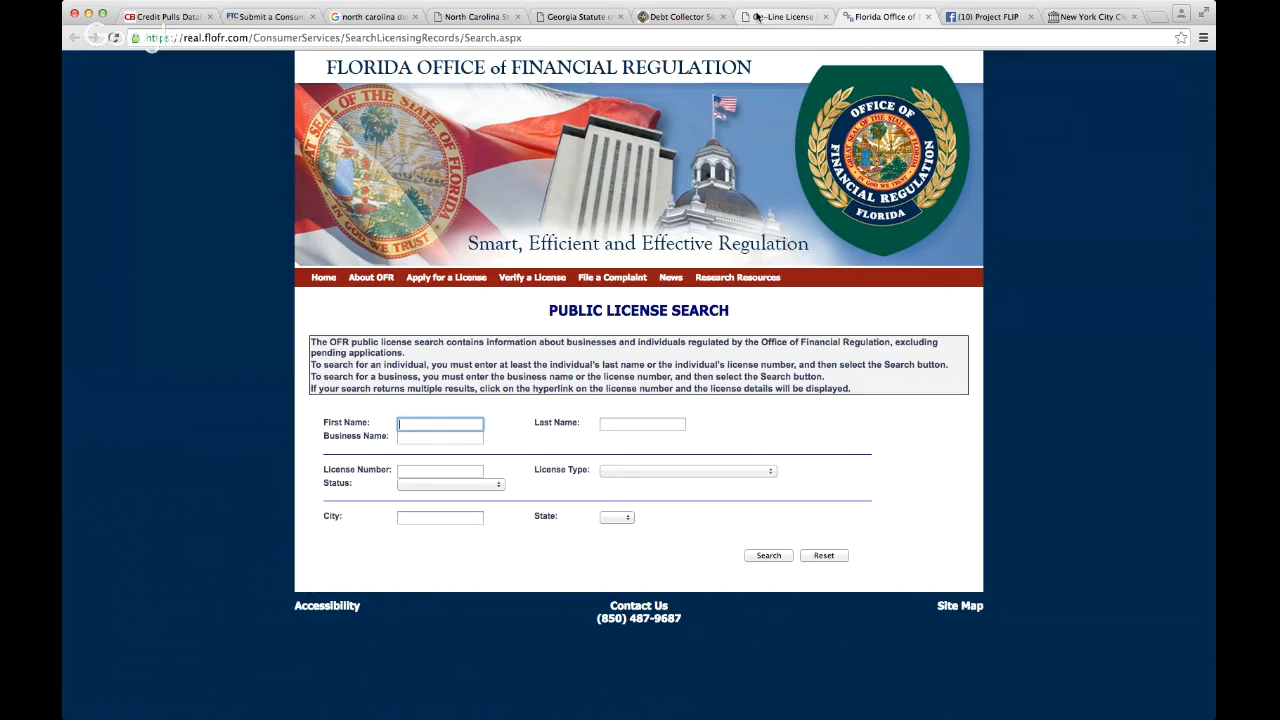 Credit Pulls Data
Submit a Consum
north carolina del
North Carolina St
Georgia Statute o
Debt Collector Se
On-Line License
Florida Office of
(10) Project FLIP
New York City C
https://real.flofr.com/ConsumerServices/SearchLicensingRecords/Search.aspx
FLORIDA OFFICE of FINANCIAL REGULATION
OFFICE OF
FINANCIAL REGULATION
FLORIDA
Smart, Efficient and Effective Regulation
Home About OFR Apply for a License Verify a License File a Complaint News Research Resources
PUBLIC LICENSE SEARCH
The OFR public license search contains information about businesses and individuals regulated by the Office of Financial Regulation, excluding
pending applications.
To search for an individual, you must enter at least the individual's last name or the individual's license number, and then select the Search button.
To search for a business, you must enter the business name or the license number, and then select the Search button.
If your search returns multiple results, click on the hyperlink on the license number and the license details will be displayed.
First Name: Last Name:
Business Name:
License Number: License Type:
Status:
City: State:
Search Reset
Accessibility Contact Us Site Map
(850) 487-9687